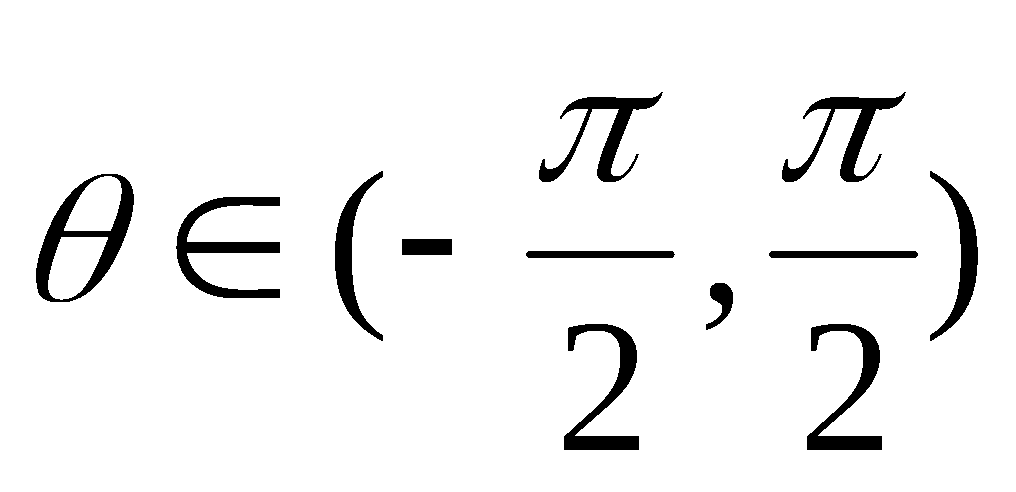 θ ∈ (-π/2, π/2)